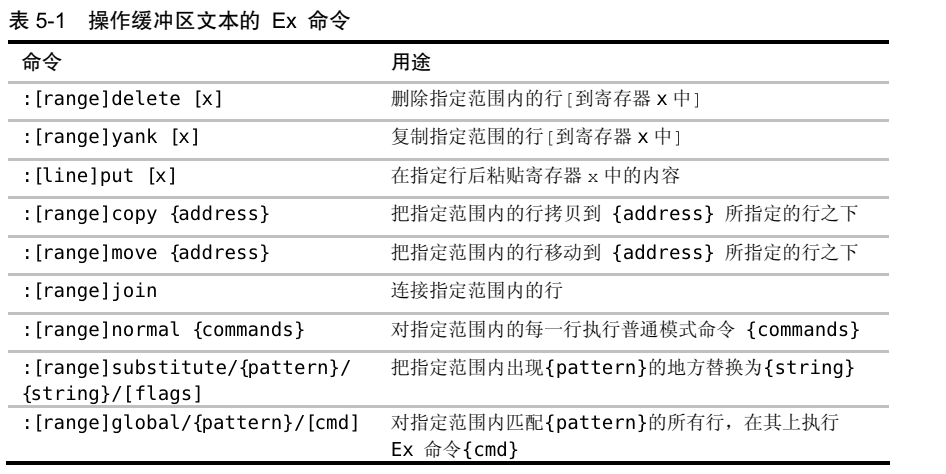 表 5-1 操作缓冲区文本的 Ex 命令
命令 用途
:[range]delete [x] 删除指定范围内的行[到寄存器 x 中]
:[range]yank [x] 复制指定范围的行[到寄存器 x 中]
:[line]put [x] 在指定行后粘贴寄存器 x 中的内容
:[range]copy {address} 把指定范围内的行拷贝到 {address} 所指定的行之下
:[range]move {address} 把指定范围内的行移动到 {address} 所指定的行之下
:[range]join 连接指定范围内的行
:[range]normal {commands} 对指定范围内的每一行执行普通模式命令 {commands}
:[range]substitute/{pattern}/ 把指定范围内出现{pattern}的地方替换为{string}
{string}/[flags]
:[range]global/{pattern}/[cmd] 对指定范围内匹配{pattern}的所有行，在其上执行
Ex 命令{cmd}